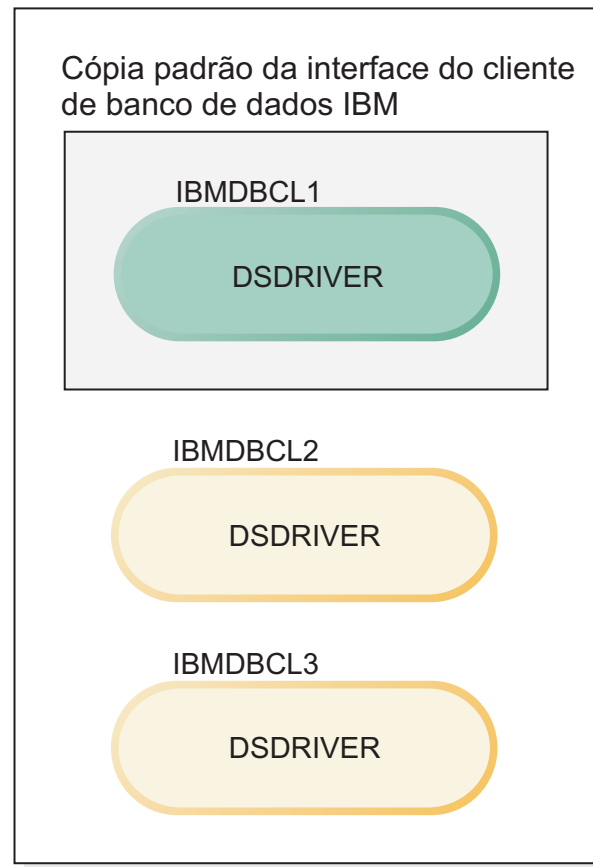 Cópia padrão da interface do cliente
de banco de dados IBM
IBMDBCL1
DSDRIVER
IBMDBCL2
DSDRIVER
IBMDBCL3
DSDRIVER